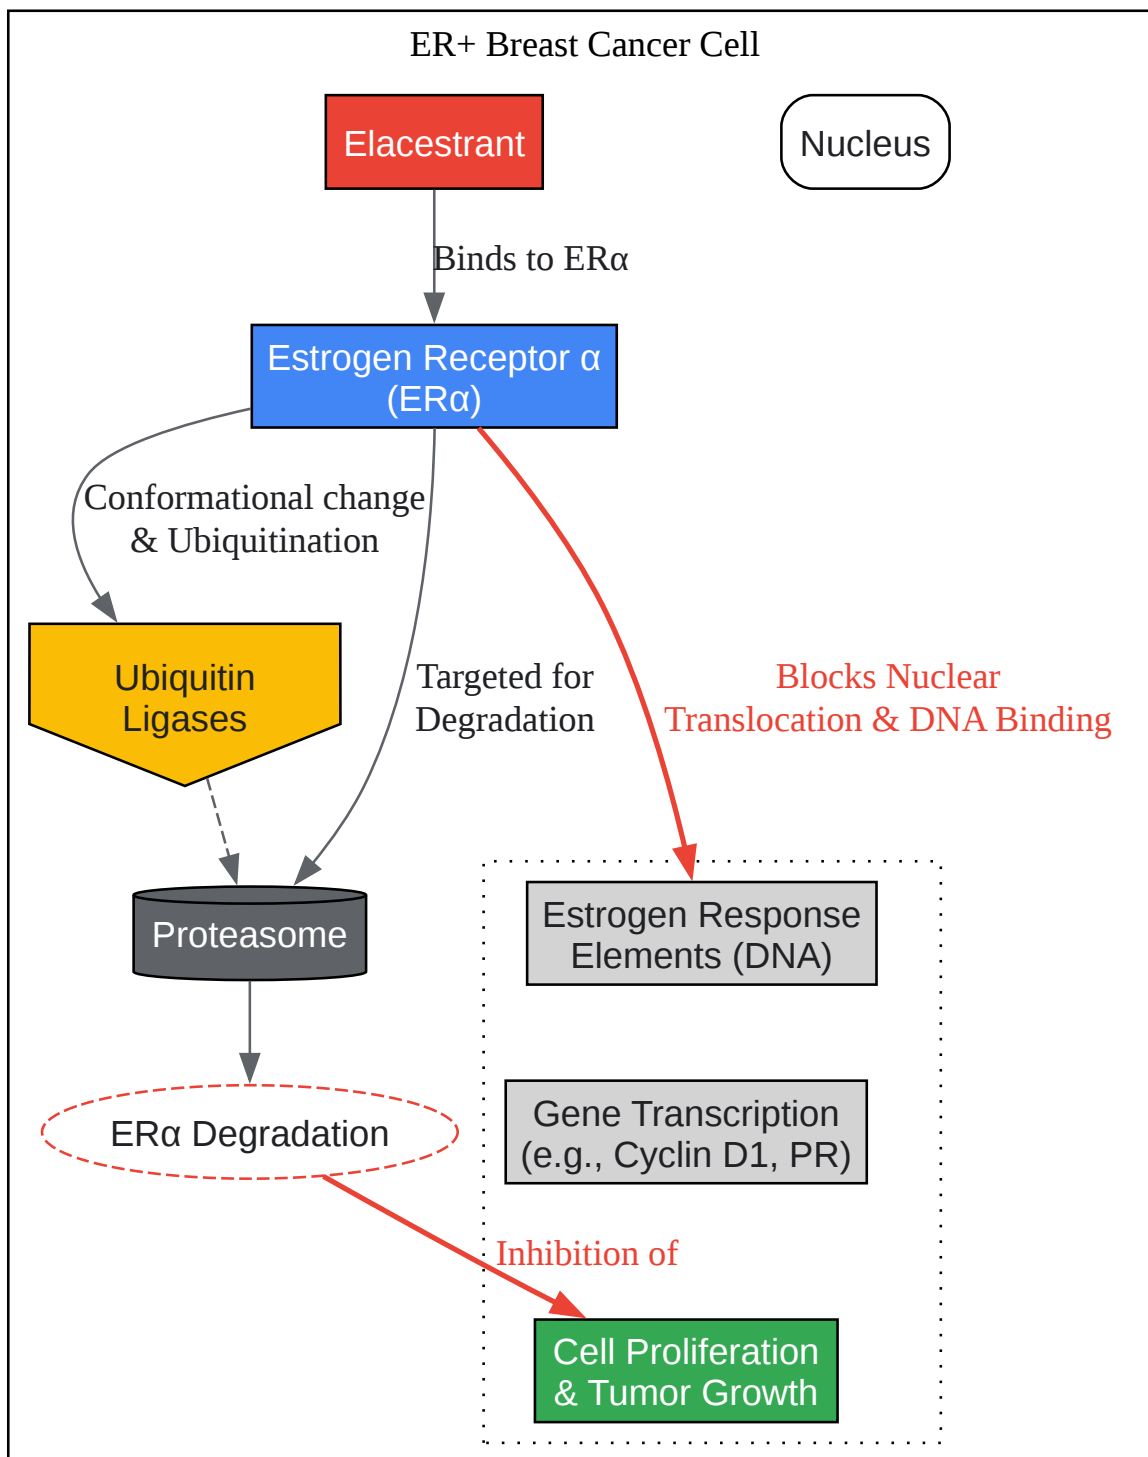 ER+ Breast Cancer Cell
Elacestrant
Nucleus
Binds to ERα
Estrogen Receptor α
(ERα)
Conformational change
& Ubiquitination
Ubiquitin
Ligases
Targeted for
Degradation
Blocks Nuclear
Translocation & DNA Binding
Proteasome
Estrogen Response
Elements (DNA)
ERα Degradation
Gene Transcription
(e.g., Cyclin D1, PR)
Inhibition of
Cell Proliferation
& Tumor Growth